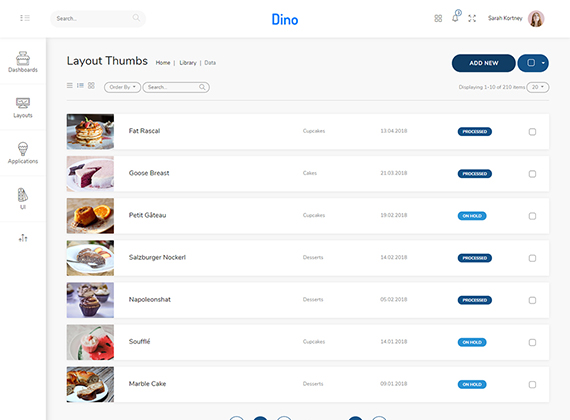 Search..
Dino
3
Sarah Kortney
Dashboards
Layouts
Applications
UI
Layout Thumbs Home | Library | Data
ADD NEW
Order By Search... Displaying 1-10 of 210 items 20
Fat Rascal Cupcakes 13.04.2018 PROCESSED
Goose Breast Cakes 21.03.2018 PROCESSED
Petit Gâteau Cupcakes 19.02.2018 ON HOLD
Salzburger Nockerl Desserts 14.02.2018 PROCESSED
Napoleonshat Desserts 05.02.2018 PROCESSED
Soufflé Cupcakes 14.01.2018 ON HOLD
Marble Cake Desserts 09.01.2018 ON HOLD